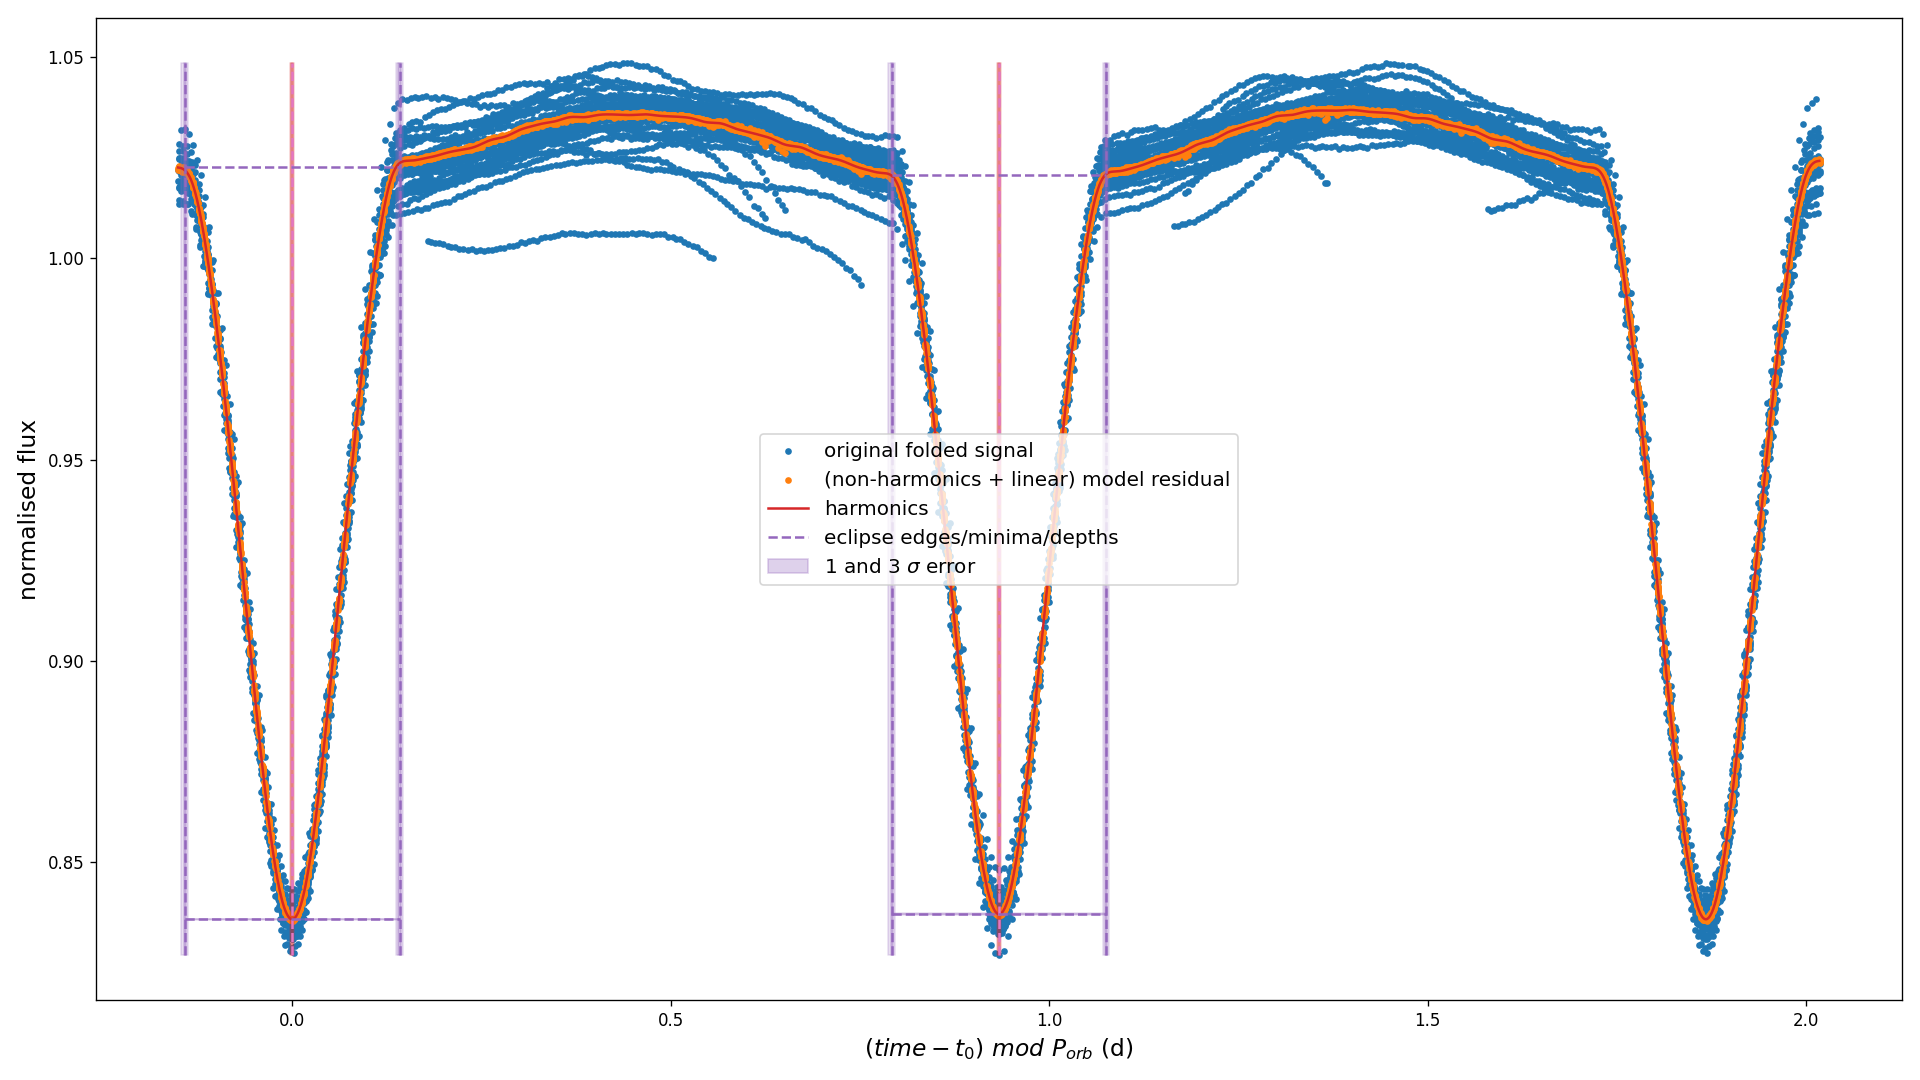 normalised flux
1.05
1.00
0.95
0.90
0.85
original folded signal
(non-harmonics + linear) model residual
harmonics
eclipse edges/minima/depths
1 and 3 σ error
0.0 0.5 1.0 1.5 2.0
(time − t₀) mod Pₒᵣb (d)